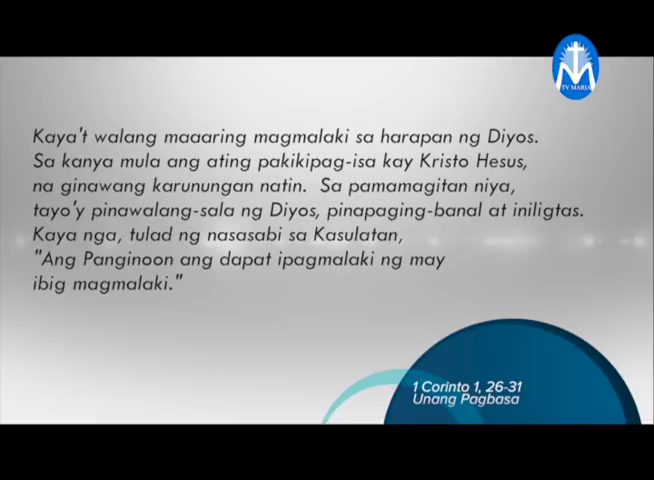 TV MARIA
Kaya't walang maaaring magmalaki sa harapan ng Diyos.
Sa kanya mula ang ating pakikipag-isa kay Kristo Hesus,
na ginawang karunungan natin. Sa pamamagitan niya,
tayo'y pinawalang-sala ng Diyos, pinapaging-banal at iniligtas.
Kaya nga, tulad ng nasasabi sa Kasulatan,
"Ang Panginoon ang dapat ipagmalaki ng may
ibig magmalaki."
1 Corinto 1, 26-31
Unang Pagbasa